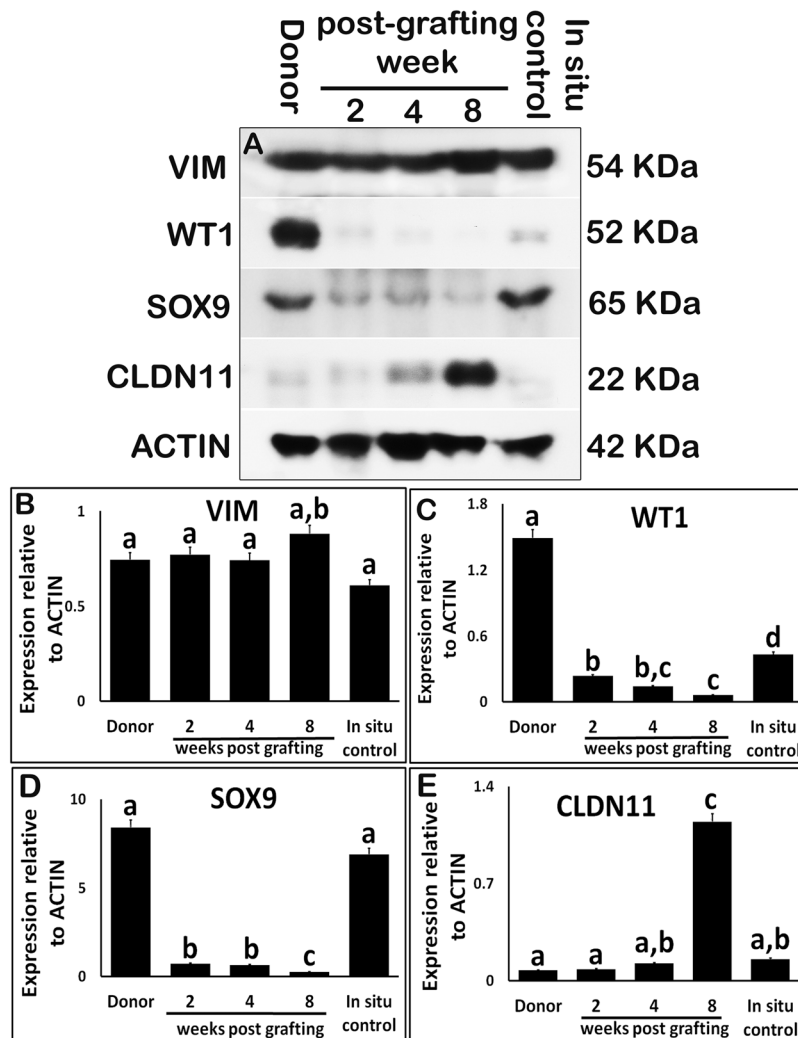 Donor
post-grafting
week
2 4 8
In situ
control
A
VIM 54 KDa
WT1 52 KDa
SOX9 65 KDa
CLDN11 22 KDa
ACTIN 42 KDa
B
VIM
Expression relative
to ACTIN
1
0.5
0
a a a a,b a
Donor 2 4 8 In situ
weeks post grafting control
C
WT1
Expression relative
to ACTIN
1.8
1.2
0.6
0
a b b,c c d
Donor 2 4 8 In situ
weeks post grafting control
D
SOX9
Expression relative
to ACTIN
10
5
0
a b b c a
Donor 2 4 8 In situ
weeks post grafting control
E
CLDN11
Expression relative
to ACTIN
1.4
0.7
0
a a a,b c a,b
Donor 2 4 8 In situ
weeks post grafting control